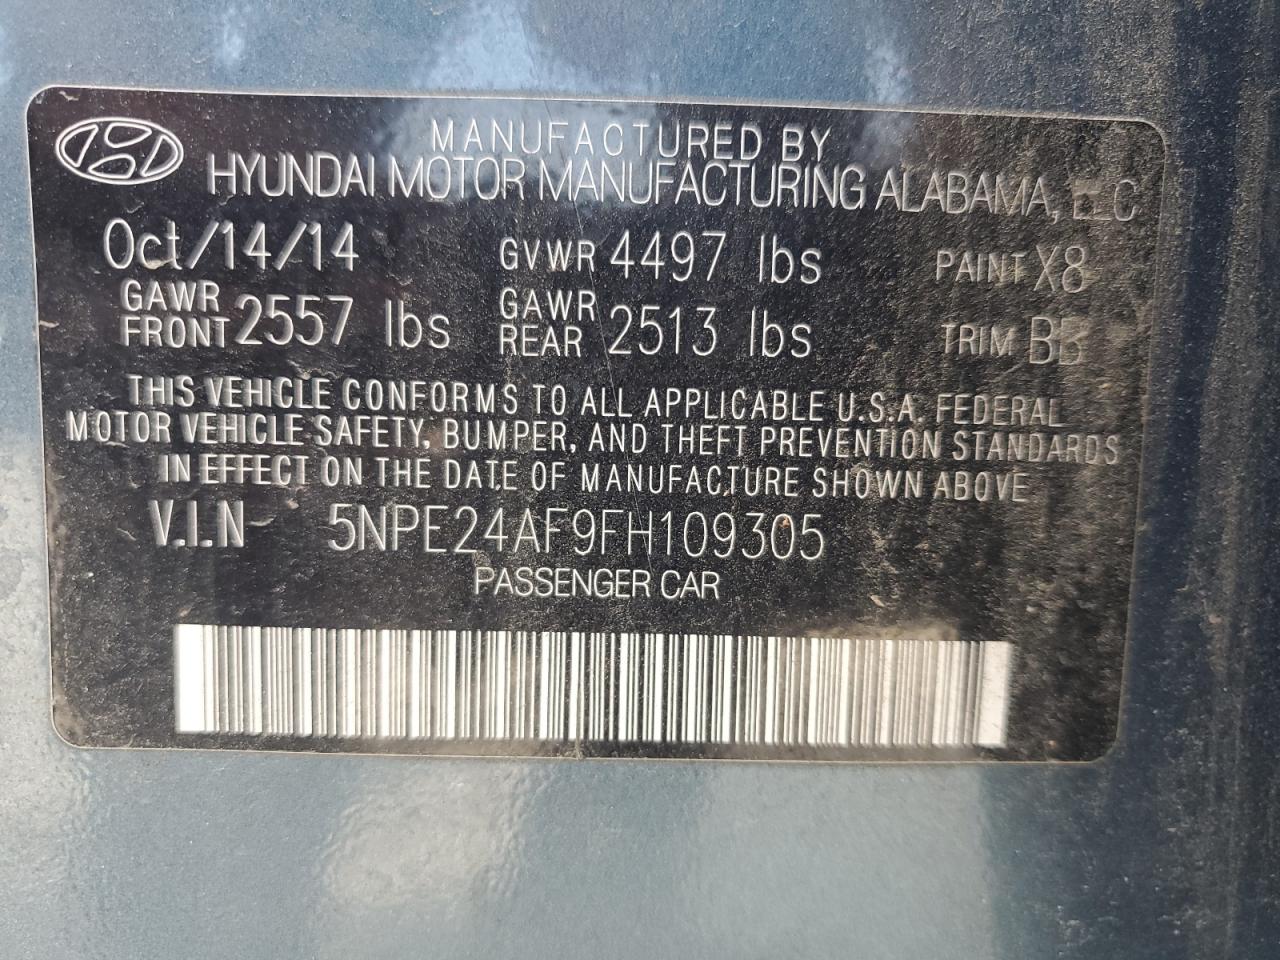 MANUFACTURED BY
HYUNDAI MOTOR MANUFACTURING ALABAMA, LLC
Oct/14/14 GVWR 4497 lbs PAINT X8
GAWR FRONT 2557 lbs GAWR REAR 2513 lbs TRIM
THIS VEHICLE CONFORMS TO ALL APPLICABLE U.S.A. FEDERAL
MOTOR VEHICLE SAFETY, BUMPER, AND THEFT PREVENTION STANDARDS
IN EFFECT ON THE DATE OF MANUFACTURE SHOWN ABOVE
V.I.N 5NPE24AF9FH109305
PASSENGER CAR